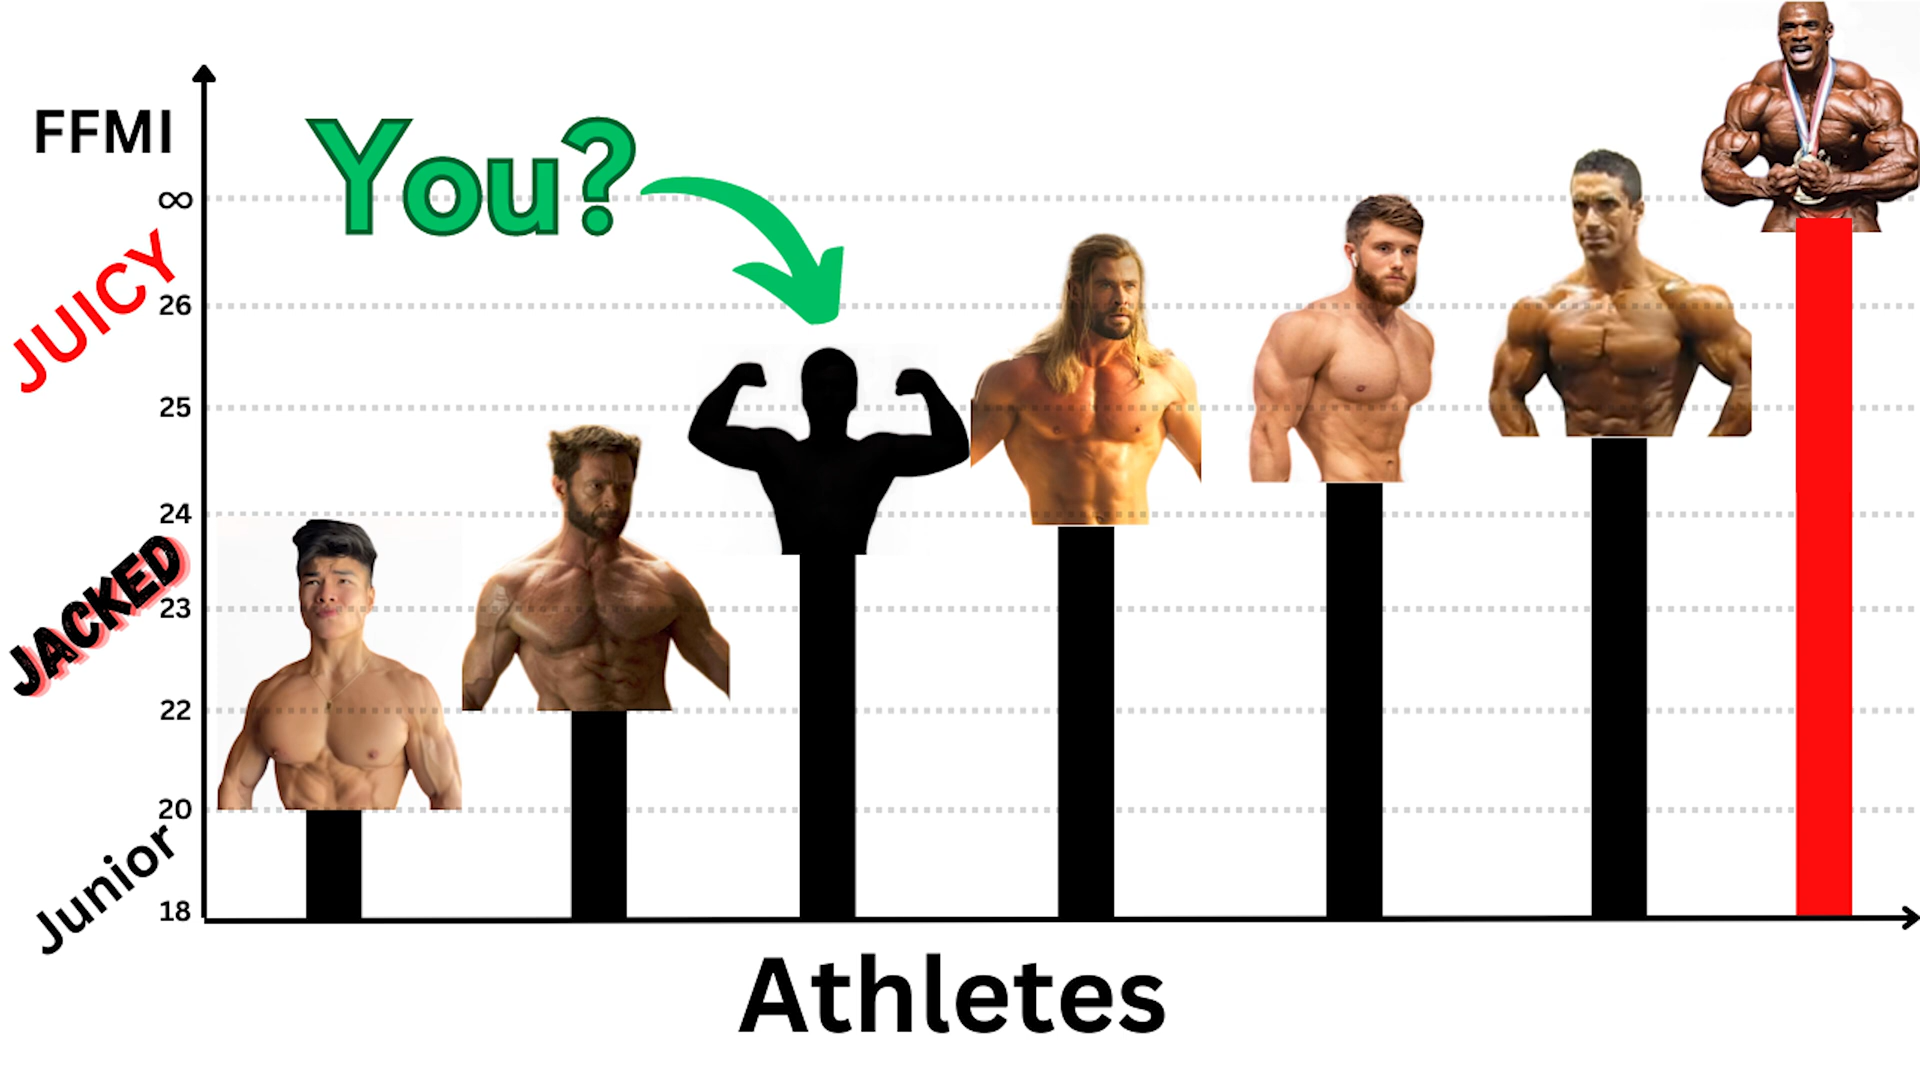 FFMI
You?
∞
JUICY
26
25
24
JACKED
23
22
20
Junior
18
Athletes